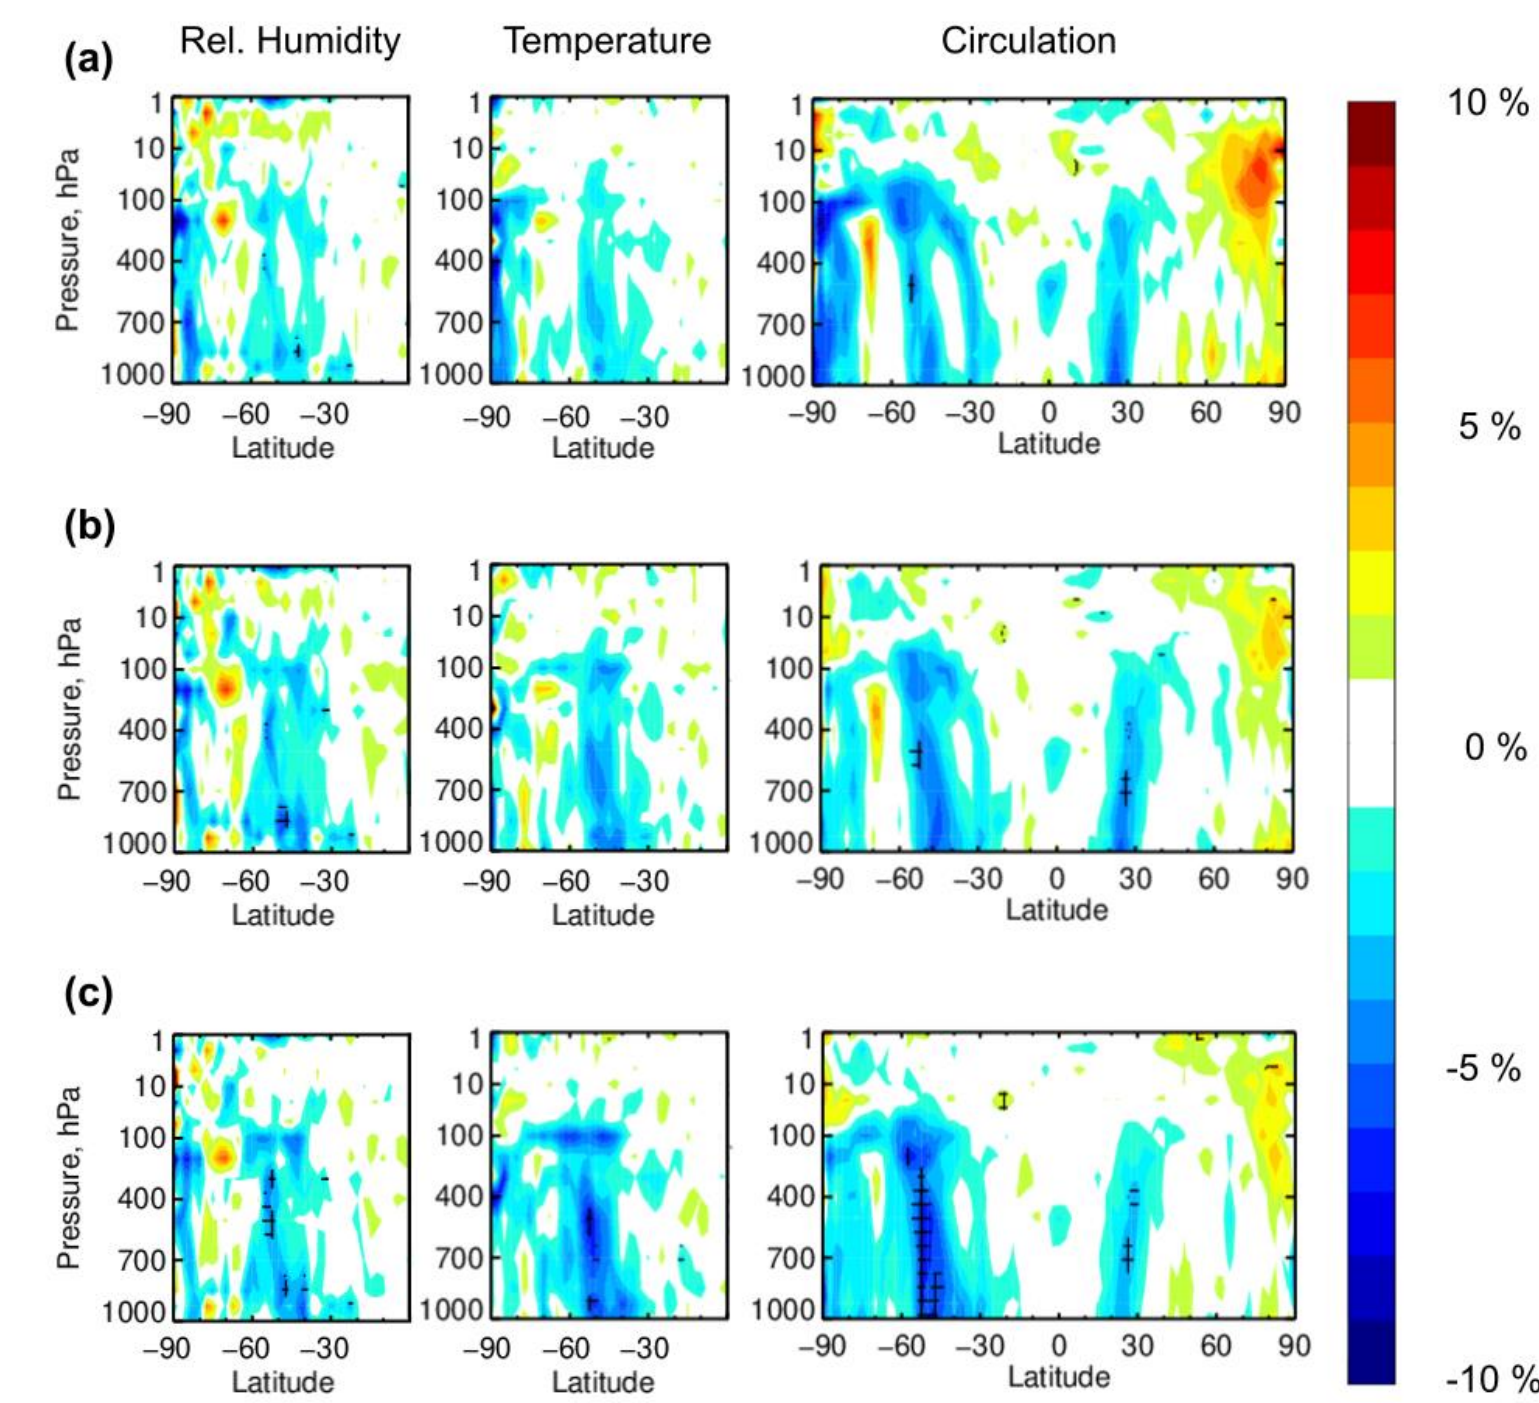 (a) Rel. Humidity Temperature Circulation
1 1 1 10 %
10 10 10
100 100 100
400 400 400 5 %
700 700 700
1000 1000 1000
Pressure, hPa
−90 −60 −30 −90 −60 −30 −90 −60 −30 0 30 60 90
Latitude Latitude Latitude
(b)
1 1 1
10 10 10
100 100 100
400 400 400 0 %
700 700 700
1000 1000 1000
Pressure, hPa
−90 −60 −30 −90 −60 −30 −90 −60 −30 0 30 60 90
Latitude Latitude Latitude
(c)
1 1 1 -5 %
10 10 10
100 100 100
400 400 400
700 700 700
1000 1000 1000
Pressure, hPa
−90 −60 −30 −90 −60 −30 −90 −60 −30 0 30 60 90 -10 %
Latitude Latitude Latitude